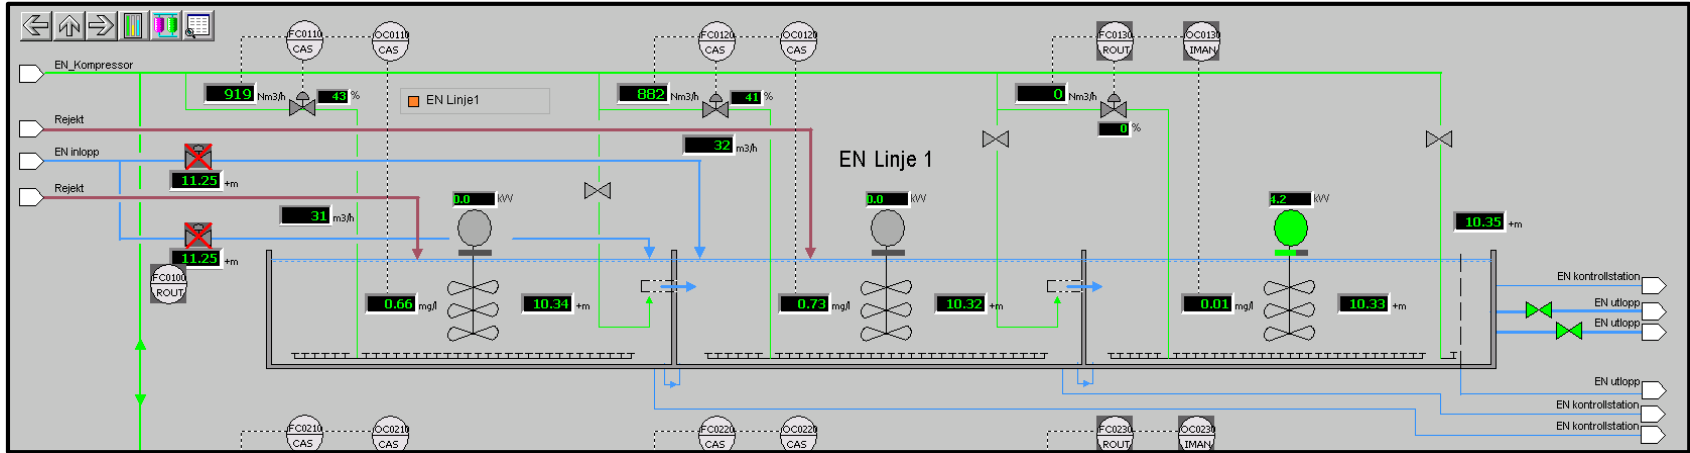 FC0110 OC0110 FC0120 OC0120 FC0130 OC0130
CAS CAS CAS CAS ROUT IMAN
EN_Kompressor
919 Nm3/h 43 % EN Linje1 882 Nm3/h 41 % 0 Nm3/h
0 %
Rejekt
32 m3/h
EN inlopp
EN Linje 1
11.25 +m
Rejekt
0.0 kW 0.0 kW 4.2 kW
31 m3/h
10.35 +m
11.25 +m
FC0100
ROUT
EN kontrollstation
0.66 mg/l 10.34 +m 0.73 mg/l 10.32 +m 0.01 mg/l 10.33 +m
EN utlopp
EN utlopp
EN utlopp
EN kontrollstation
EN kontrollstation
FC0210 OC0210 FC0220 OC0220 FC0230 OC0230
CAS CAS CAS CAS ROUT IMAN